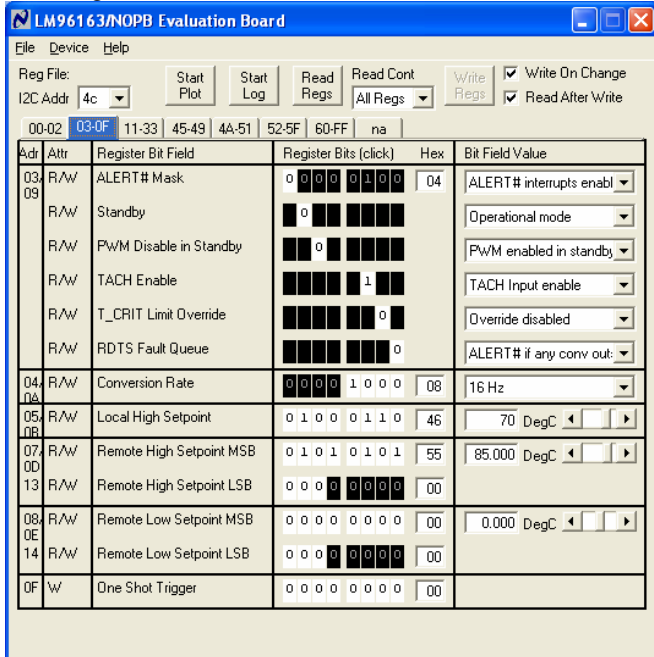 LM96163/NOPB Evaluation Board
File Device Help
Reg File: Start Plot Start Log Read Regs Read Cont Write Regs Write On Change
I2C Addr 4c All Regs Read After Write
00-02 03-0F 11-33 45-49 4A-51 52-5F 60-FF na
Adr Attr Register Bit Field Register Bits (click) Hex Bit Field Value
03/09 R/W ALERT# Mask 0 0 0 0 0 1 0 0 04 ALERT# interrupts enabl
R/W Standby 0 Operational mode
R/W PWM Disable in Standby 0 PWM enabled in standby
R/W TACH Enable 1 TACH Input enable
R/W T_CRIT Limit Override 0 Override disabled
R/W RDTS Fault Queue 0 ALERT# if any conv out:
04/0A R/W Conversion Rate 0 0 0 0 1 0 0 0 08 16 Hz
05/0B R/W Local High Setpoint 0 1 0 0 0 1 1 0 46 70 DegC
07/0D R/W Remote High Setpoint MSB 0 1 0 1 0 1 0 1 55 85.000 DegC
13 R/W Remote High Setpoint LSB 0 0 0 0 0 0 0 0 00
08/0E R/W Remote Low Setpoint MSB 0 0 0 0 0 0 0 0 00 0.000 DegC
14 R/W Remote Low Setpoint LSB 0 0 0 0 0 0 0 0 00
0F W One Shot Trigger 0 0 0 0 0 0 0 0 00